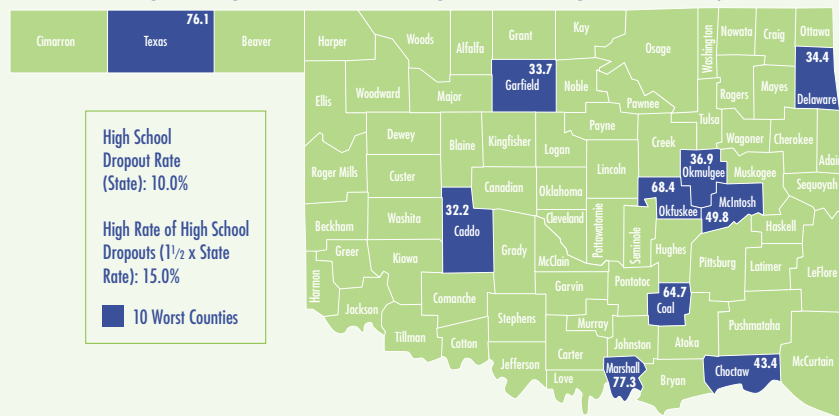 Cimarron
76.1
Texas
Beaver
Harper
Woods
Alfalfa
Grant
Kay
Osage
Washington
Nowata
Craig
Ottawa
34.4
Delaware
Ellis
Woodward
Major
33.7
Garfield
Noble
Pawnee
Rogers
Mayes
Tulsa
Payne
Dewey
Blaine
Kingfisher
Logan
Creek
Wagoner
Cherokee
Adair
Roger Mills
Custer
Canadian
Oklahoma
Lincoln
36.9
Okmulgee
Muskogee
Sequoyah
68.4
Okfuskee
McIntosh
49.8
Haskell
Beckham
Washita
32.2
Caddo
Cleveland
Pottawatomie
Seminole
Hughes
Pittsburg
Latimer
LeFlore
Greer
Kiowa
Grady
McClain
Harmon
Jackson
Comanche
Garvin
Pontotoc
64.7
Coal
Tillman
Cotton
Stephens
Murray
Johnston
Atoka
Pushmataha
McCurtain
Jefferson
Carter
Love
Marshall
77.3
Bryan
43.4
Choctaw
High School
Dropout Rate
(State): 10.0%
High Rate of High School
Dropouts (1 1/2 x State
Rate): 15.0%
10 Worst Counties